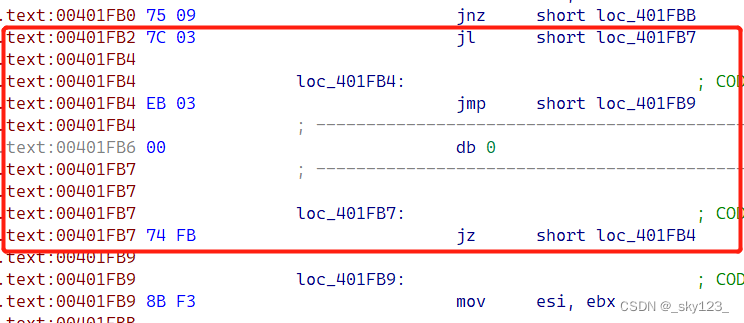 .text:00401FB0 75 09 jnz short loc_401FBB
.text:00401FB2 7C 03 jl short loc_401FB7
.text:00401FB4
.text:00401FB4 loc_401FB4: ; COD
.text:00401FB4 EB 03 jmp short loc_401FB9
.text:00401FB4 ; ---------------------------------------------
.text:00401FB6 00 db 0
.text:00401FB7 ; ---------------------------------------------
.text:00401FB7
.text:00401FB7 loc_401FB7: ; COD
.text:00401FB7 74 FB jz short loc_401FB4
.text:00401FB9
.text:00401FB9 loc_401FB9: ; COD
.text:00401FB9 8B F3 mov esi, ebx
CSDN @_sky123_